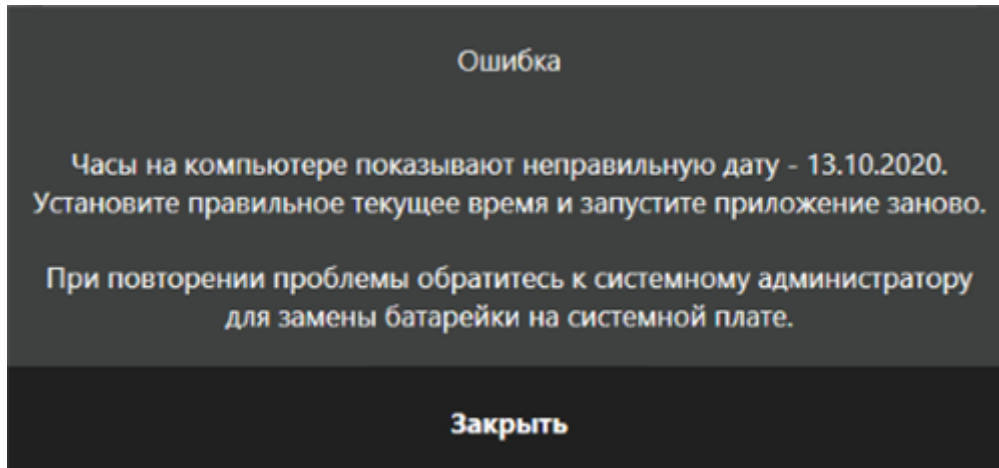 Ошибка
Часы на компьютере показывают неправильную дату - 13.10.2020.
Установите правильное текущее время и запустите приложение заново.
При повторении проблемы обратитесь к системному администратору
для замены батарейки на системной плате.
Закрыть